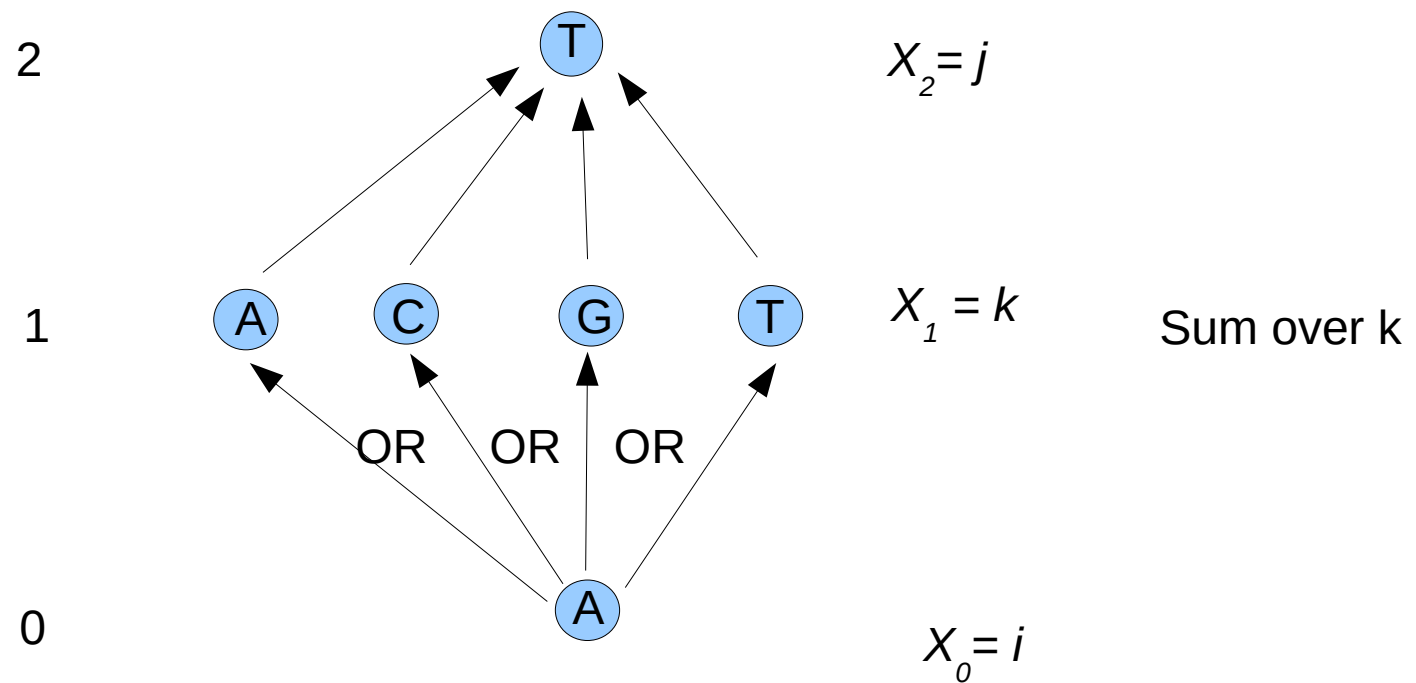 2 T X₂= j
1 A C G T X₁ = k Sum over k
OR OR OR
0 A X₀= i